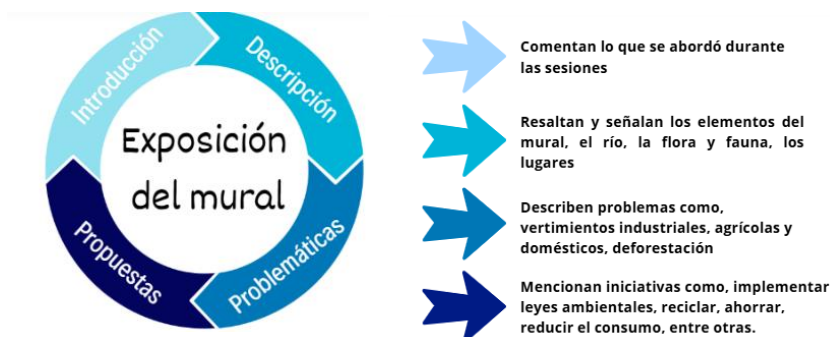 Introducción
Descripción
Exposición
del mural
Propuestas
Problemáticas
Comentan lo que se abordó durante
las sesiones
Resaltan y señalan los elementos del
mural, el río, la flora y fauna, los
lugares
Describen problemas como,
vertimientos industriales, agrícolas y
domésticos, deforestación
Mencionan iniciativas como, implementar
leyes ambientales, reciclar, ahorrar,
reducir el consumo, entre otras.